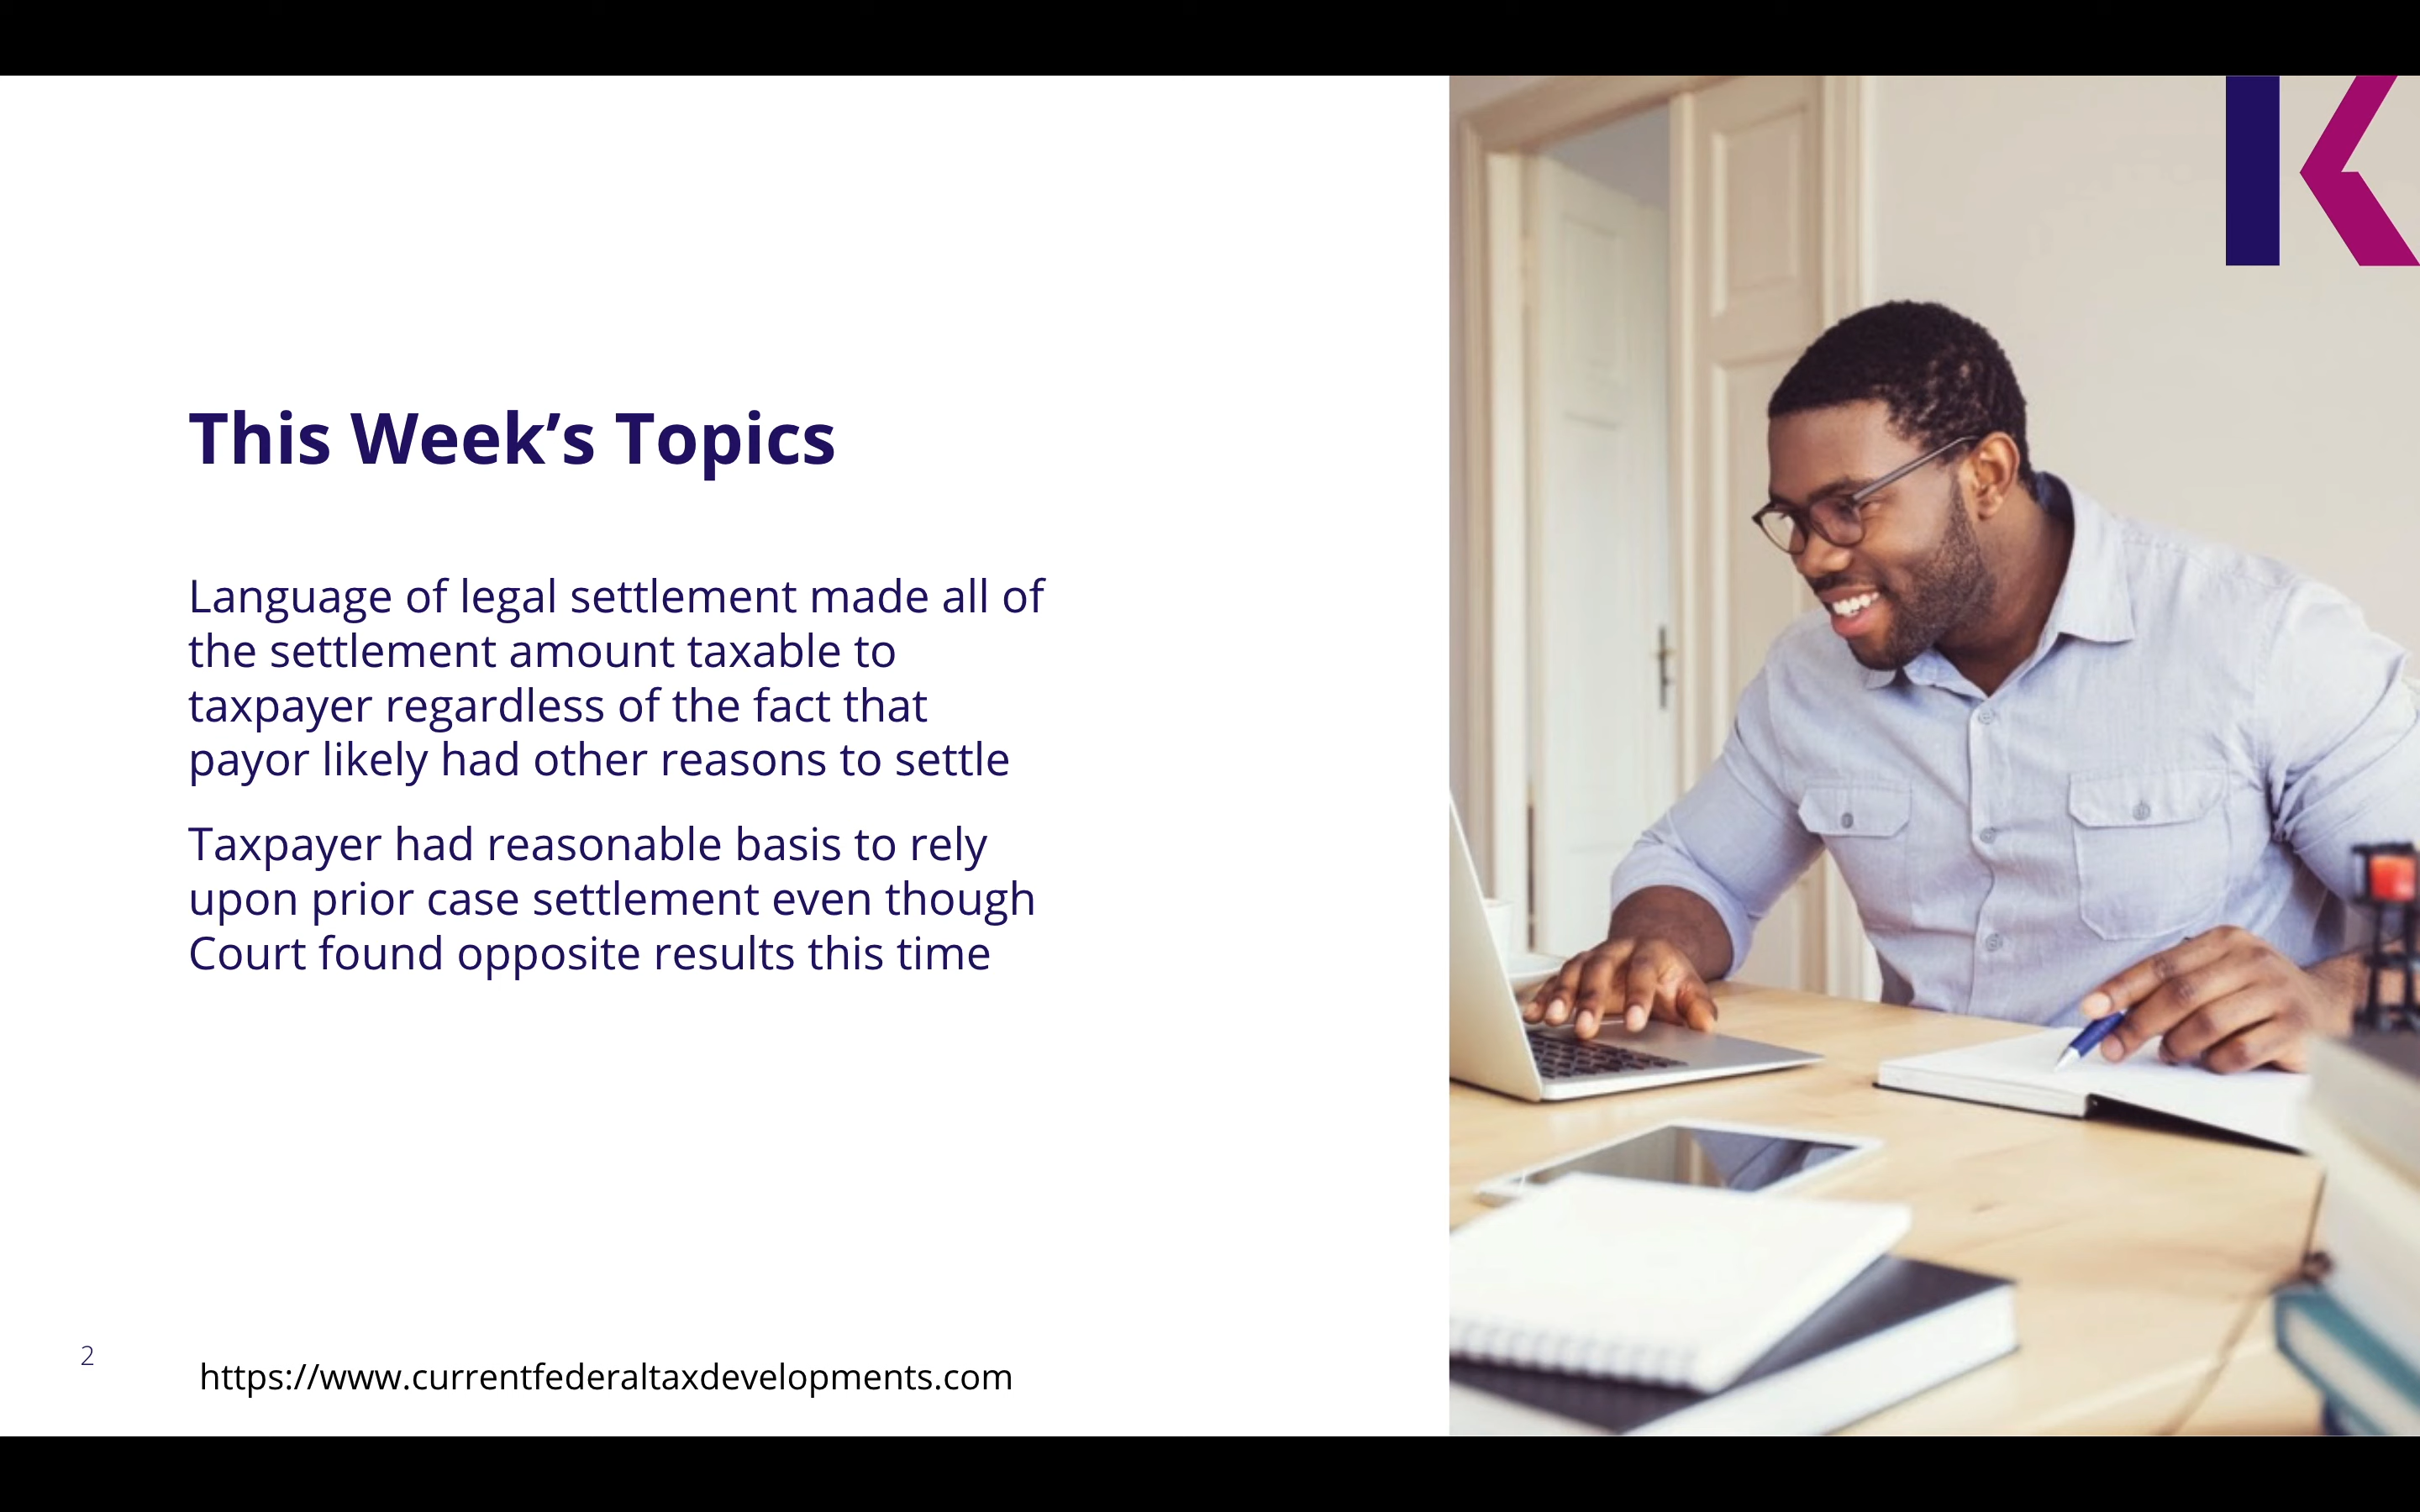 This Week’s Topics
Language of legal settlement made all of
the settlement amount taxable to
taxpayer regardless of the fact that
payor likely had other reasons to settle
Taxpayer had reasonable basis to rely
upon prior case settlement even though
Court found opposite results this time
2
https://www.currentfederaltaxdevelopments.com
K